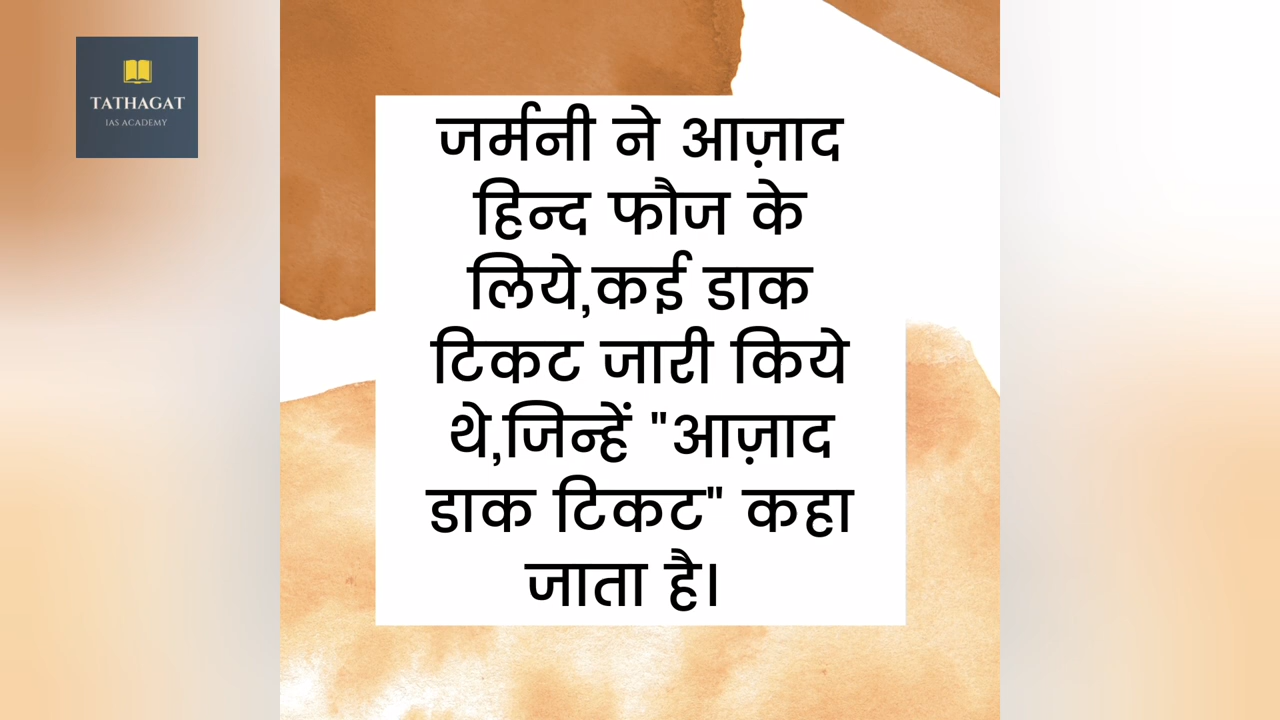 TATHAGAT
IAS ACADEMY
जर्मनी ने आज़ाद
हिन्द फौज के
लिये,कई डाक
टिकट जारी किये
थे,जिन्हें "आज़ाद
डाक टिकट" कहा
जाता है।